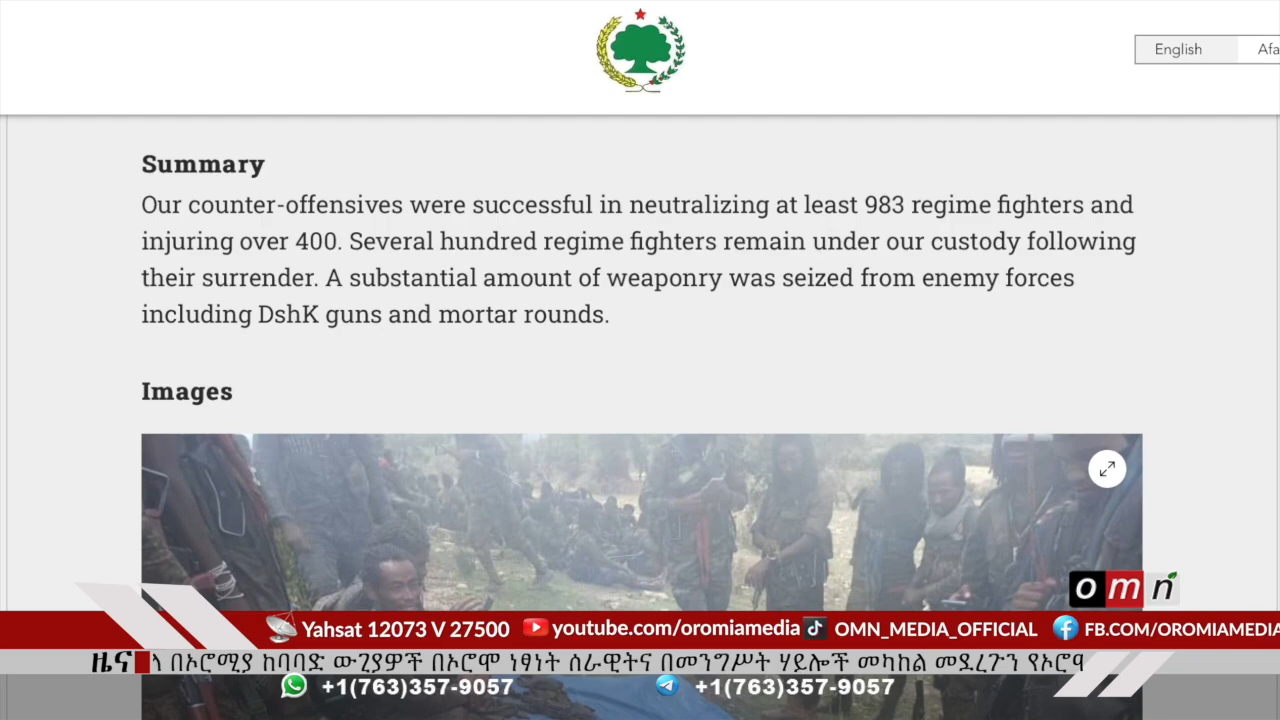 English
Afa
Summary
Our counter-offensives were successful in neutralizing at least 983 regime fighters and
injuring over 400. Several hundred regime fighters remain under our custody following
their surrender. A substantial amount of weaponry was seized from enemy forces
including DshK guns and mortar rounds.
Images
omn
Yahsat 12073 V 27500 youtube.com/oromiamedia OMN_MEDIA_OFFICIAL FB.COM/OROMIAMEDIA
ዜና ላ በኦሮሚያ ከባባድ ውጊያዎች በኦሮሞ ነፃነት ሰራዊትና በመንግሥት ሃይሎች መካከል መደረጉን የኦሮ
+1(763)357-9057 +1(763)357-9057